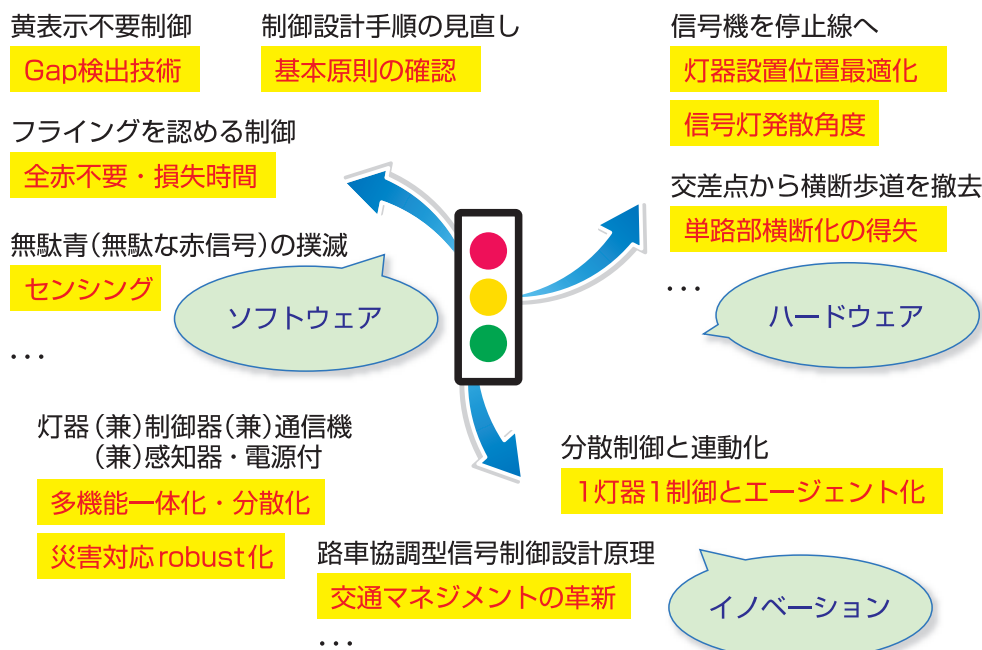 黄表示不要制御
Gap検出技術
制御設計手順の見直し
基本原則の確認
フライングを認める制御
全赤不要・損失時間
無駄青(無駄な赤信号)の撲滅
センシング
...
ソフトウェア
信号機を停止線へ
灯器設置位置最適化
信号灯発散角度
交差点から横断歩道を撤去
単路部横断化の得失
...
ハードウェア
灯器(兼)制御器(兼)通信機
(兼)感知器・電源付
多機能一体化・分散化
災害対応robust化
分散制御と連動化
1灯器1制御とエージェント化
路車協調型信号制御設計原理
交通マネジメントの革新
...
イノベーション